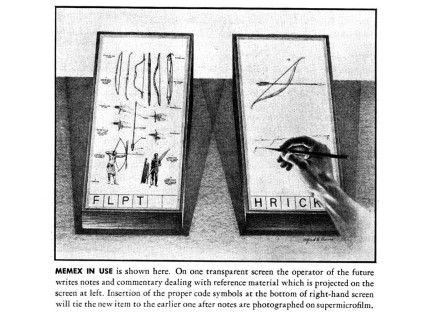 FLPT
HRICK
MEMEX IN USE is shown here. On one transparent screen the operator of the future
writes notes and commentary dealing with reference material which is projected on the
screen at left. Insertion of the proper code symbols at the bottom of right-hand screen
will tie the new item to the earlier one after notes are photographed on supermicrofilm.